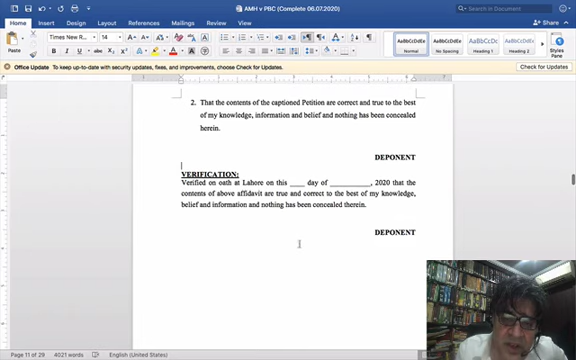 AMH v PBC (Complete 06.07.2020)
Search in Document
Home Insert Design Layout References Mailings Review View
Share
Times New R... 14
Paste
AaBbCcDdEe AaBbCcDdEe AaBbCcDc AaBbCcDdEe
Normal No Spacing Heading 1 Heading 2
Styles Pane
Office Update To keep up-to-date with security updates, fixes, and improvements, choose Check for Updates.
Check for Updates
2. That the contents of the captioned Petition are correct and true to the best
of my knowledge, information and belief and nothing has been concealed
herein.
DEPONENT
VERIFICATION:
Verified on oath at Lahore on this ____ day of ___________, 2020 that the
contents of above affidavit are true and correct to the best of my knowledge,
belief and information and nothing has been concealed therein.
DEPONENT
Page 11 of 29 4021 words English (United States)